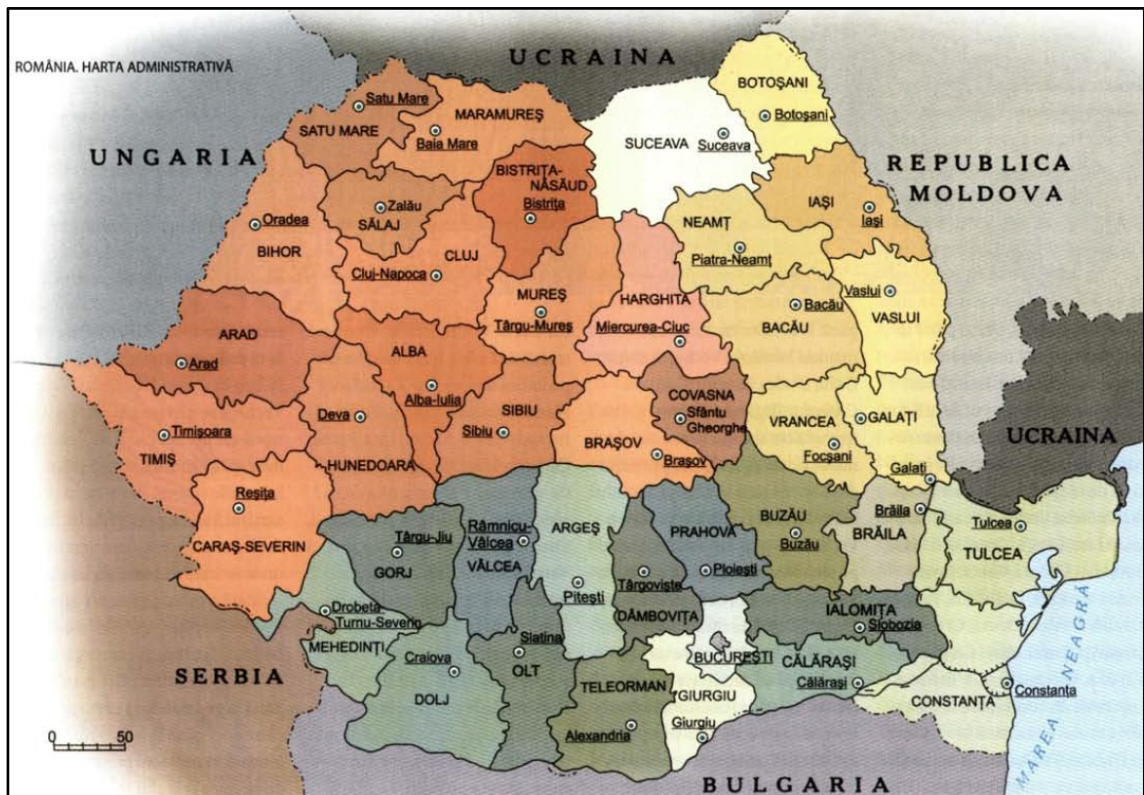 ROMÂNIA. HARTA ADMINISTRATIVĂ
UCRAINA
UNGARIA
REPUBLICA
MOLDOVA
UCRAINA
SERBIA
BULGARIA
MAREA NEAGRĂ
Satu Mare
SATU MARE
MARAMUREȘ
Baia Mare
SUCEAVA
Suceava
BOTOȘANI
Botoșani
BISTRIȚA-
NĂSĂUD
Bistrița
Zalău
SĂLAJ
Oradea
BIHOR
Cluj-Napoca
CLUJ
NEAMȚ
Piatra-Neamț
IAȘI
Iași
MUREȘ
Târgu-Mureș
HARGHITA
Miercurea-Ciuc
Bacău
BACĂU
Vaslui
VASLUI
ARAD
Arad
ALBA
Alba-Iulia
Timișoara
TIMIȘ
Deva
HUNEDOARA
SIBIU
Sibiu
BRAȘOV
Brașov
COVASNA
Sfântu
Gheorghe
VRANCEA
Focșani
GALAȚI
Galați
Reșița
CARAȘ-SEVERIN
Târgu-Jiu
GORJ
Râmnicu-
Vâlcea
VÂLCEA
ARGEȘ
Pitești
Târgoviște
DÂMBOVIȚA
PRAHOVA
Ploiești
BUZĂU
Buzău
Brăila
BRĂILA
Tulcea
TULCEA
Drobeta-
Turnu-Severin
MEHEDINȚI
Craiova
DOLJ
Slatina
OLT
TELEORMAN
Alexandria
BUCUREȘTI
GIURGIU
Giurgiu
IALOMIȚA
Slobozia
CĂLĂRAȘI
Călărași
CONSTANȚA
Constanța
0 50